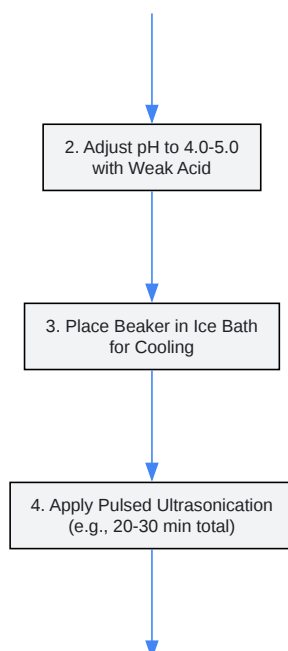 2. Adjust pH to 4.0-5.0
with Weak Acid
3. Place Beaker in Ice Bath
for Cooling
4. Apply Pulsed Ultrasonication
(e.g., 20-30 min total)